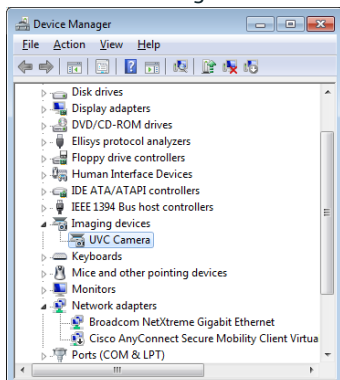 Device Manager
File Action View Help
Disk drives
Display adapters
DVD/CD-ROM drives
Ellisys protocol analyzers
Floppy drive controllers
Human Interface Devices
IDE ATA/ATAPI controllers
IEEE 1394 Bus host controllers
Imaging devices
UVC Camera
Keyboards
Mice and other pointing devices
Monitors
Network adapters
Broadcom NetXtreme Gigabit Ethernet
Cisco AnyConnect Secure Mobility Client Virtua
Ports (COM & LPT)